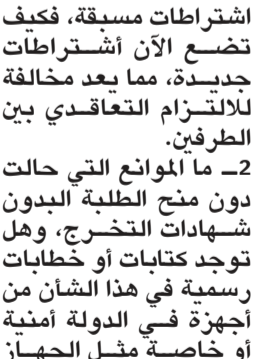 اشتراطات مسبقة، فكيف
تضع الآن أشتراطات
جديدة، مما يعد مخالفة
للالتزام التعاقدي بين
الطرفين.
2ـ ما الموانع التي حالت
دون منح الطلبة البدون
شهادات التخرج، وهل
توجد كتابات أو خطابات
رسمية في هذا الشأن من
أجهزة في الدولة أمنية
أو خاصة مثل الجهاز